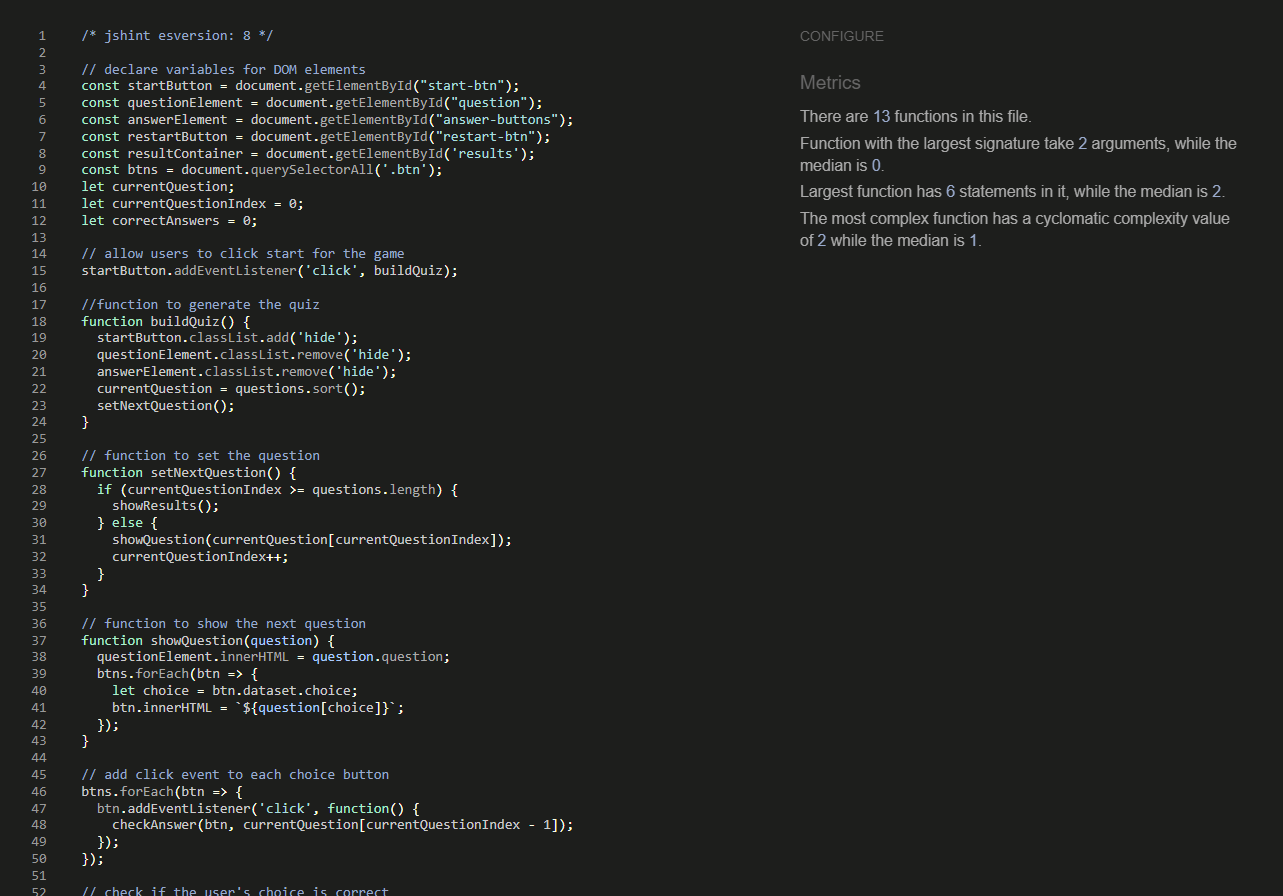 1 /* jshint esversion: 8 */
2
3 // declare variables for DOM elements
4 const startButton = document.getElementById("start-btn");
5 const questionElement = document.getElementById("question");
6 const answerElement = document.getElementById("answer-buttons");
7 const restartButton = document.getElementById("restart-btn");
8 const resultContainer = document.getElementById('results');
9 const btns = document.querySelectorAll('.btn');
10 let currentQuestion;
11 let currentQuestionIndex = 0;
12 let correctAnswers = 0;
13
14 // allow users to click start for the game
15 startButton.addEventListener('click', buildQuiz);
16
17 //function to generate the quiz
18 function buildQuiz() {
19   startButton.classList.add('hide');
20   questionElement.classList.remove('hide');
21   answerElement.classList.remove('hide');
22   currentQuestion = questions.sort();
23   setNextQuestion();
24 }
25
26 // function to set the question
27 function setNextQuestion() {
28   if (currentQuestionIndex >= questions.length) {
29     showResults();
30   } else {
31     showQuestion(currentQuestion[currentQuestionIndex]);
32     currentQuestionIndex++;
33   }
34 }
35
36 // function to show the next question
37 function showQuestion(question) {
38   questionElement.innerHTML = question.question;
39   btns.forEach(btn => {
40     let choice = btn.dataset.choice;
41     btn.innerHTML = `${question[choice]}`;
42   });
43 }
44
45 // add click event to each choice button
46 btns.forEach(btn => {
47   btn.addEventListener('click', function() {
48     checkAnswer(btn, currentQuestion[currentQuestionIndex - 1]);
49   });
50 });
51
52 // check if the user's choice is correct
CONFIGURE
Metrics
There are 13 functions in this file.
Function with the largest signature take 2 arguments, while the
median is 0.
Largest function has 6 statements in it, while the median is 2.
The most complex function has a cyclomatic complexity value
of 2 while the median is 1.